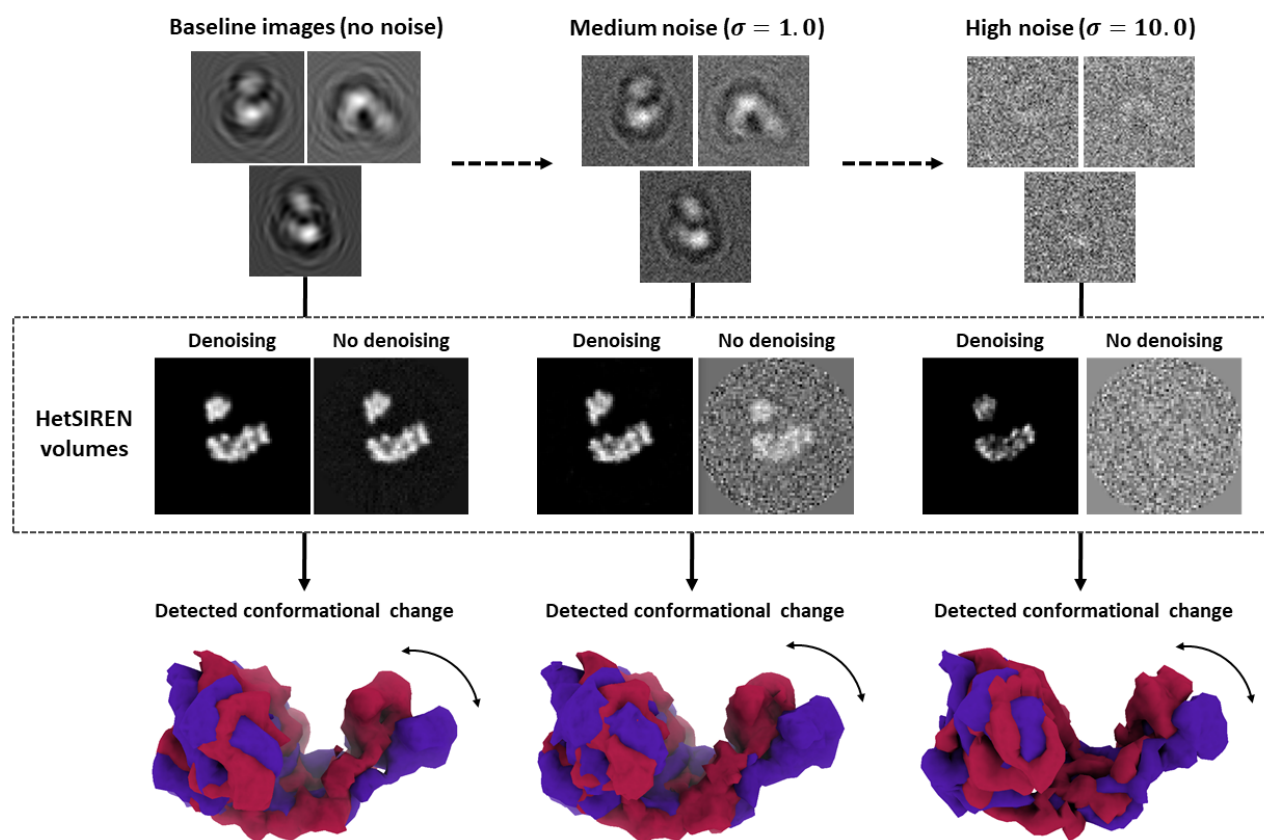 Baseline images (no noise)
Medium noise (σ = 1.0)
High noise (σ = 10.0)
Denoising
No denoising
Denoising
No denoising
Denoising
No denoising
HetSIREN
volumes
Detected conformational change
Detected conformational change
Detected conformational change